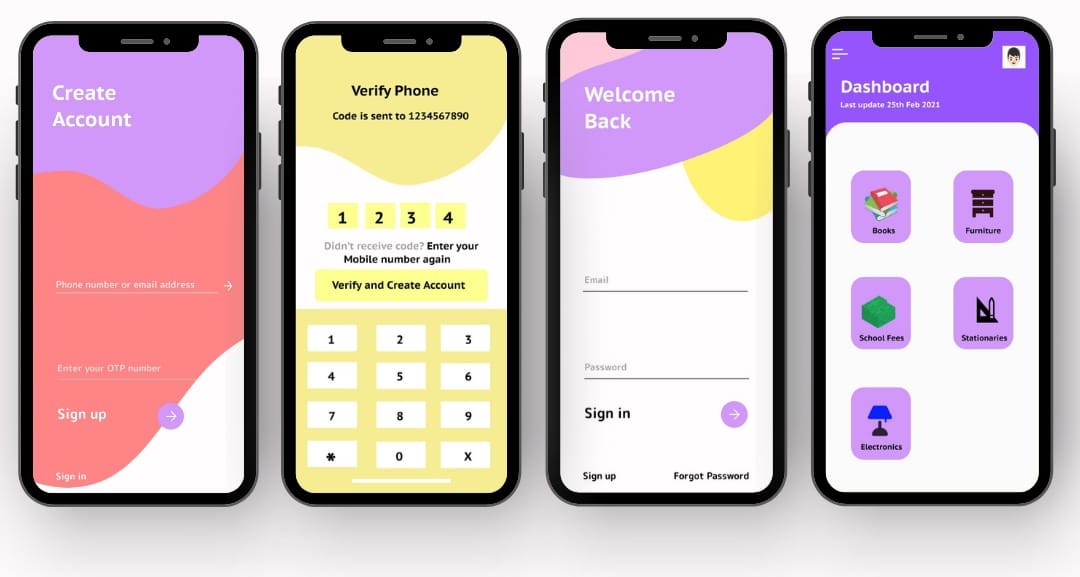 Create
Account
Phone number or email address
Enter your OTP number
Sign up
Sign in
Verify Phone
Code is sent to 1234567890
1 2 3 4
Didn't receive code? Enter your
Mobile number again
Verify and Create Account
1 2 3
4 5 6
7 8 9
* 0 X
Welcome
Back
Email
Password
Sign in
Sign up Forgot Password
Dashboard
Last update 25th Feb 2021
Books Furniture
School Fees Stationaries
Electronics